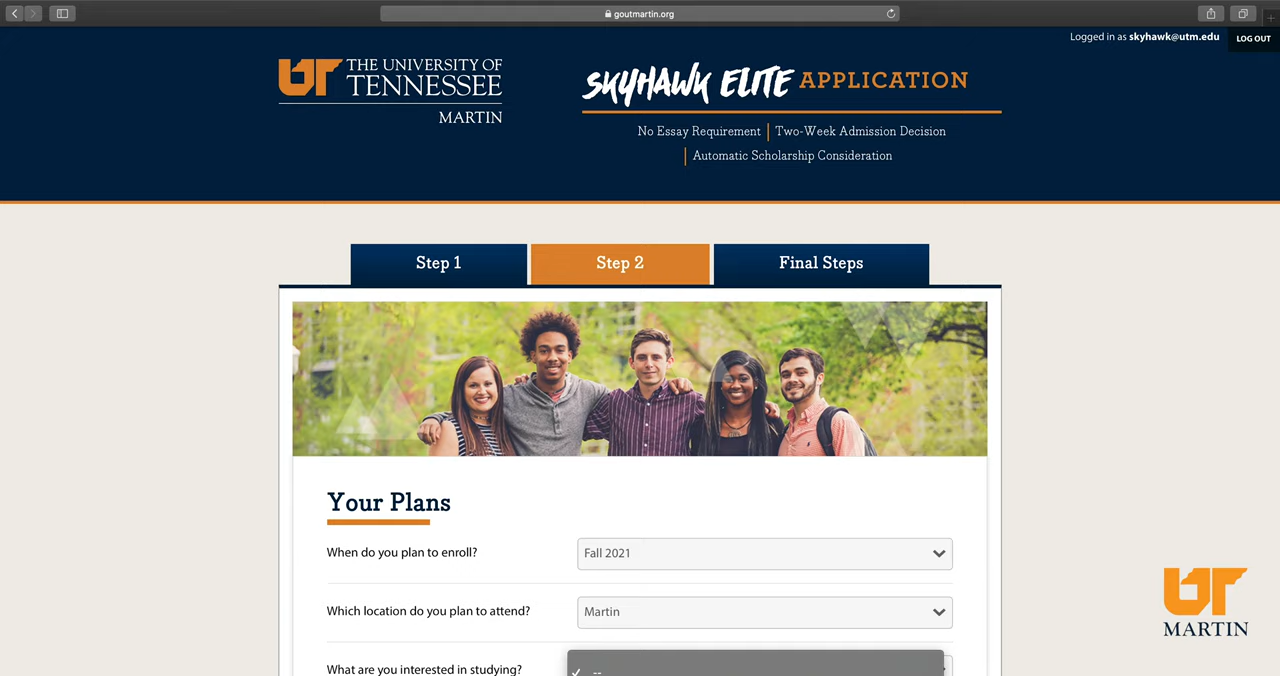 goutmartin.org
Logged in as skyhawk@utm.edu
LOG OUT
UT THE UNIVERSITY OF
TENNESSEE
MARTIN
SKYHAWK ELITE APPLICATION
No Essay Requirement | Two-Week Admission Decision
| Automatic Scholarship Consideration
Step 1
Step 2
Final Steps
Your Plans
When do you plan to enroll?
Fall 2021
Which location do you plan to attend?
Martin
What are you interested in studying?
✓ --
UT
MARTIN